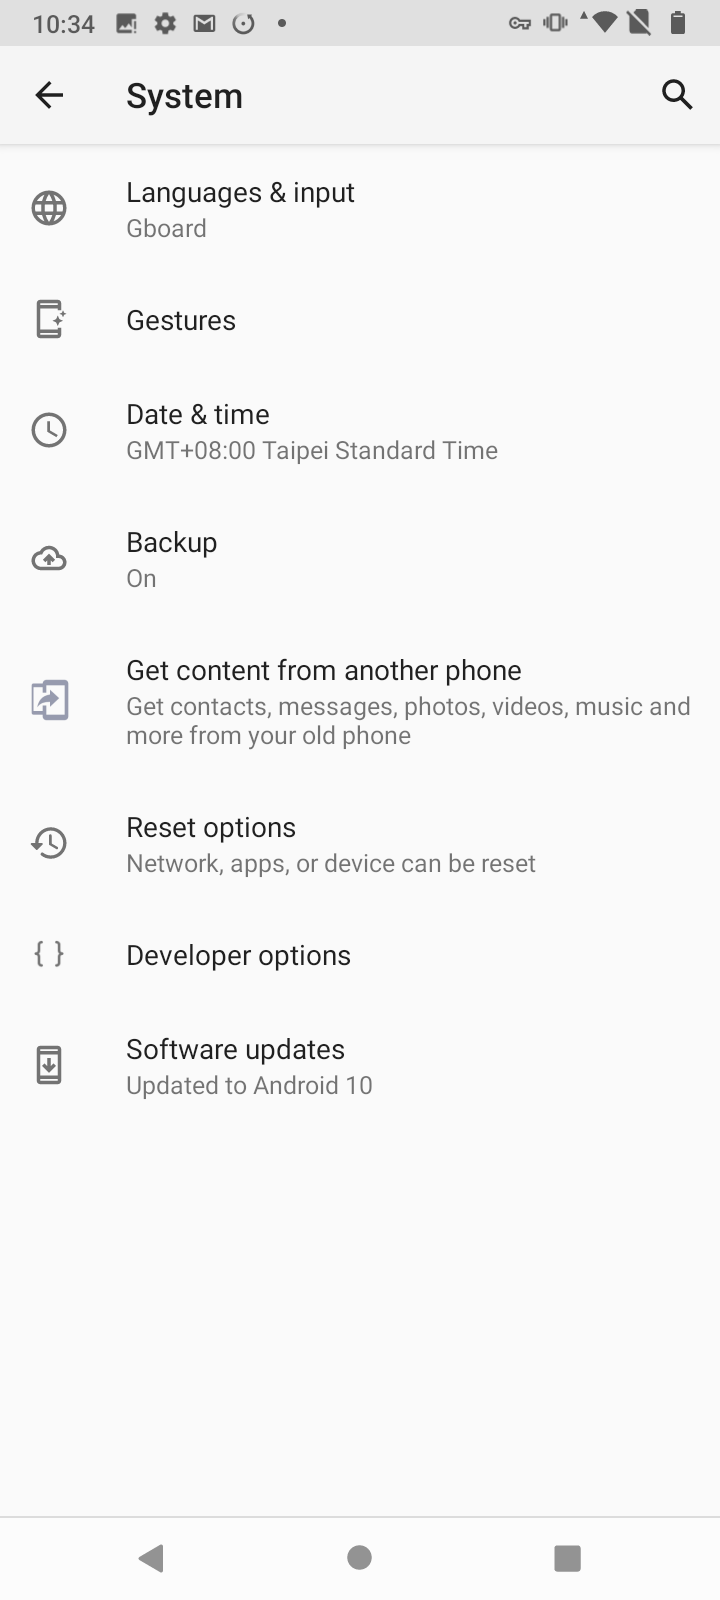 10:34
System
Languages & input
Gboard
Gestures
Date & time
GMT+08:00 Taipei Standard Time
Backup
On
Get content from another phone
Get contacts, messages, photos, videos, music and
more from your old phone
Reset options
Network, apps, or device can be reset
Developer options
Software updates
Updated to Android 10